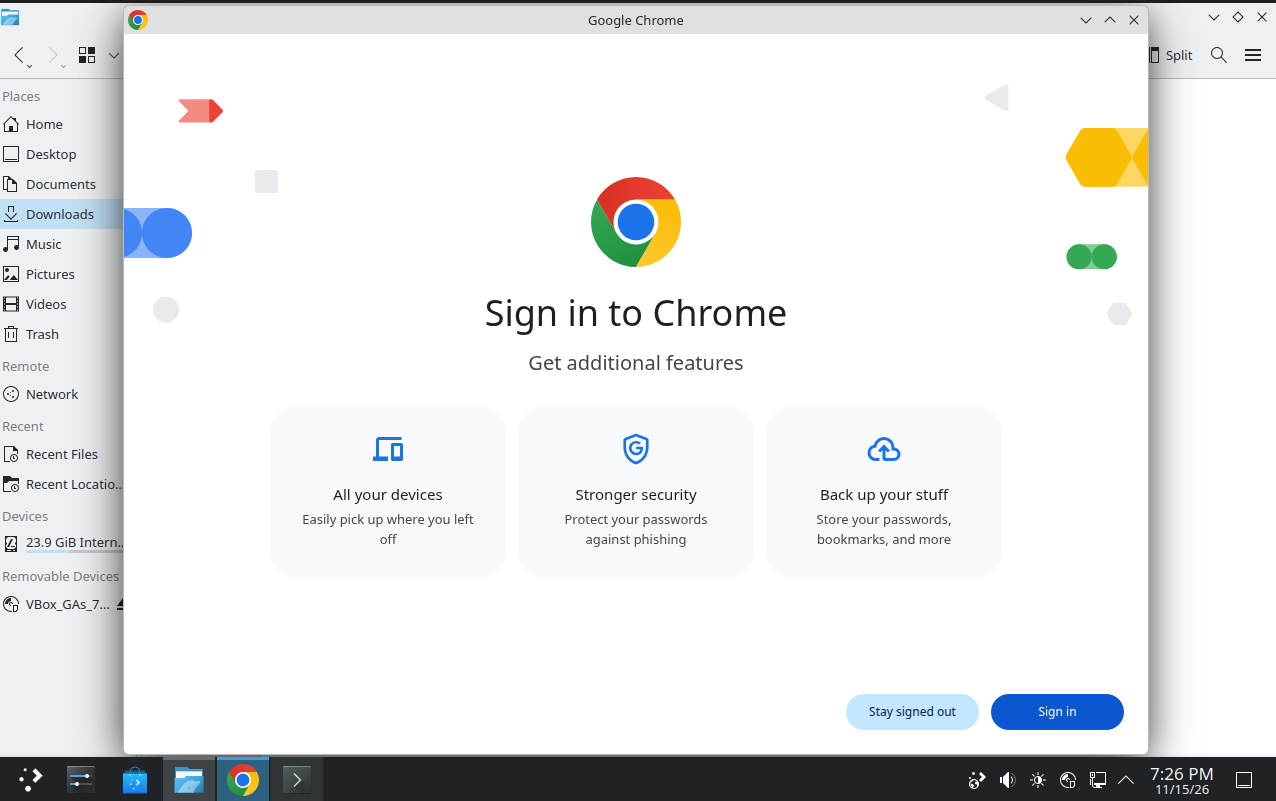 Google Chrome
Split
Places
Home
Desktop
Documents
Downloads
Music
Pictures
Videos
Trash
Remote
Network
Recent
Recent Files
Recent Locatio...
Devices
23.9 GiB Intern...
Removable Devices
VBox_GAs_7...
Sign in to Chrome
Get additional features
All your devices
Easily pick up where you left
off
Stronger security
Protect your passwords
against phishing
Back up your stuff
Store your passwords,
bookmarks, and more
Stay signed out
Sign in
7:26 PM
11/15/26